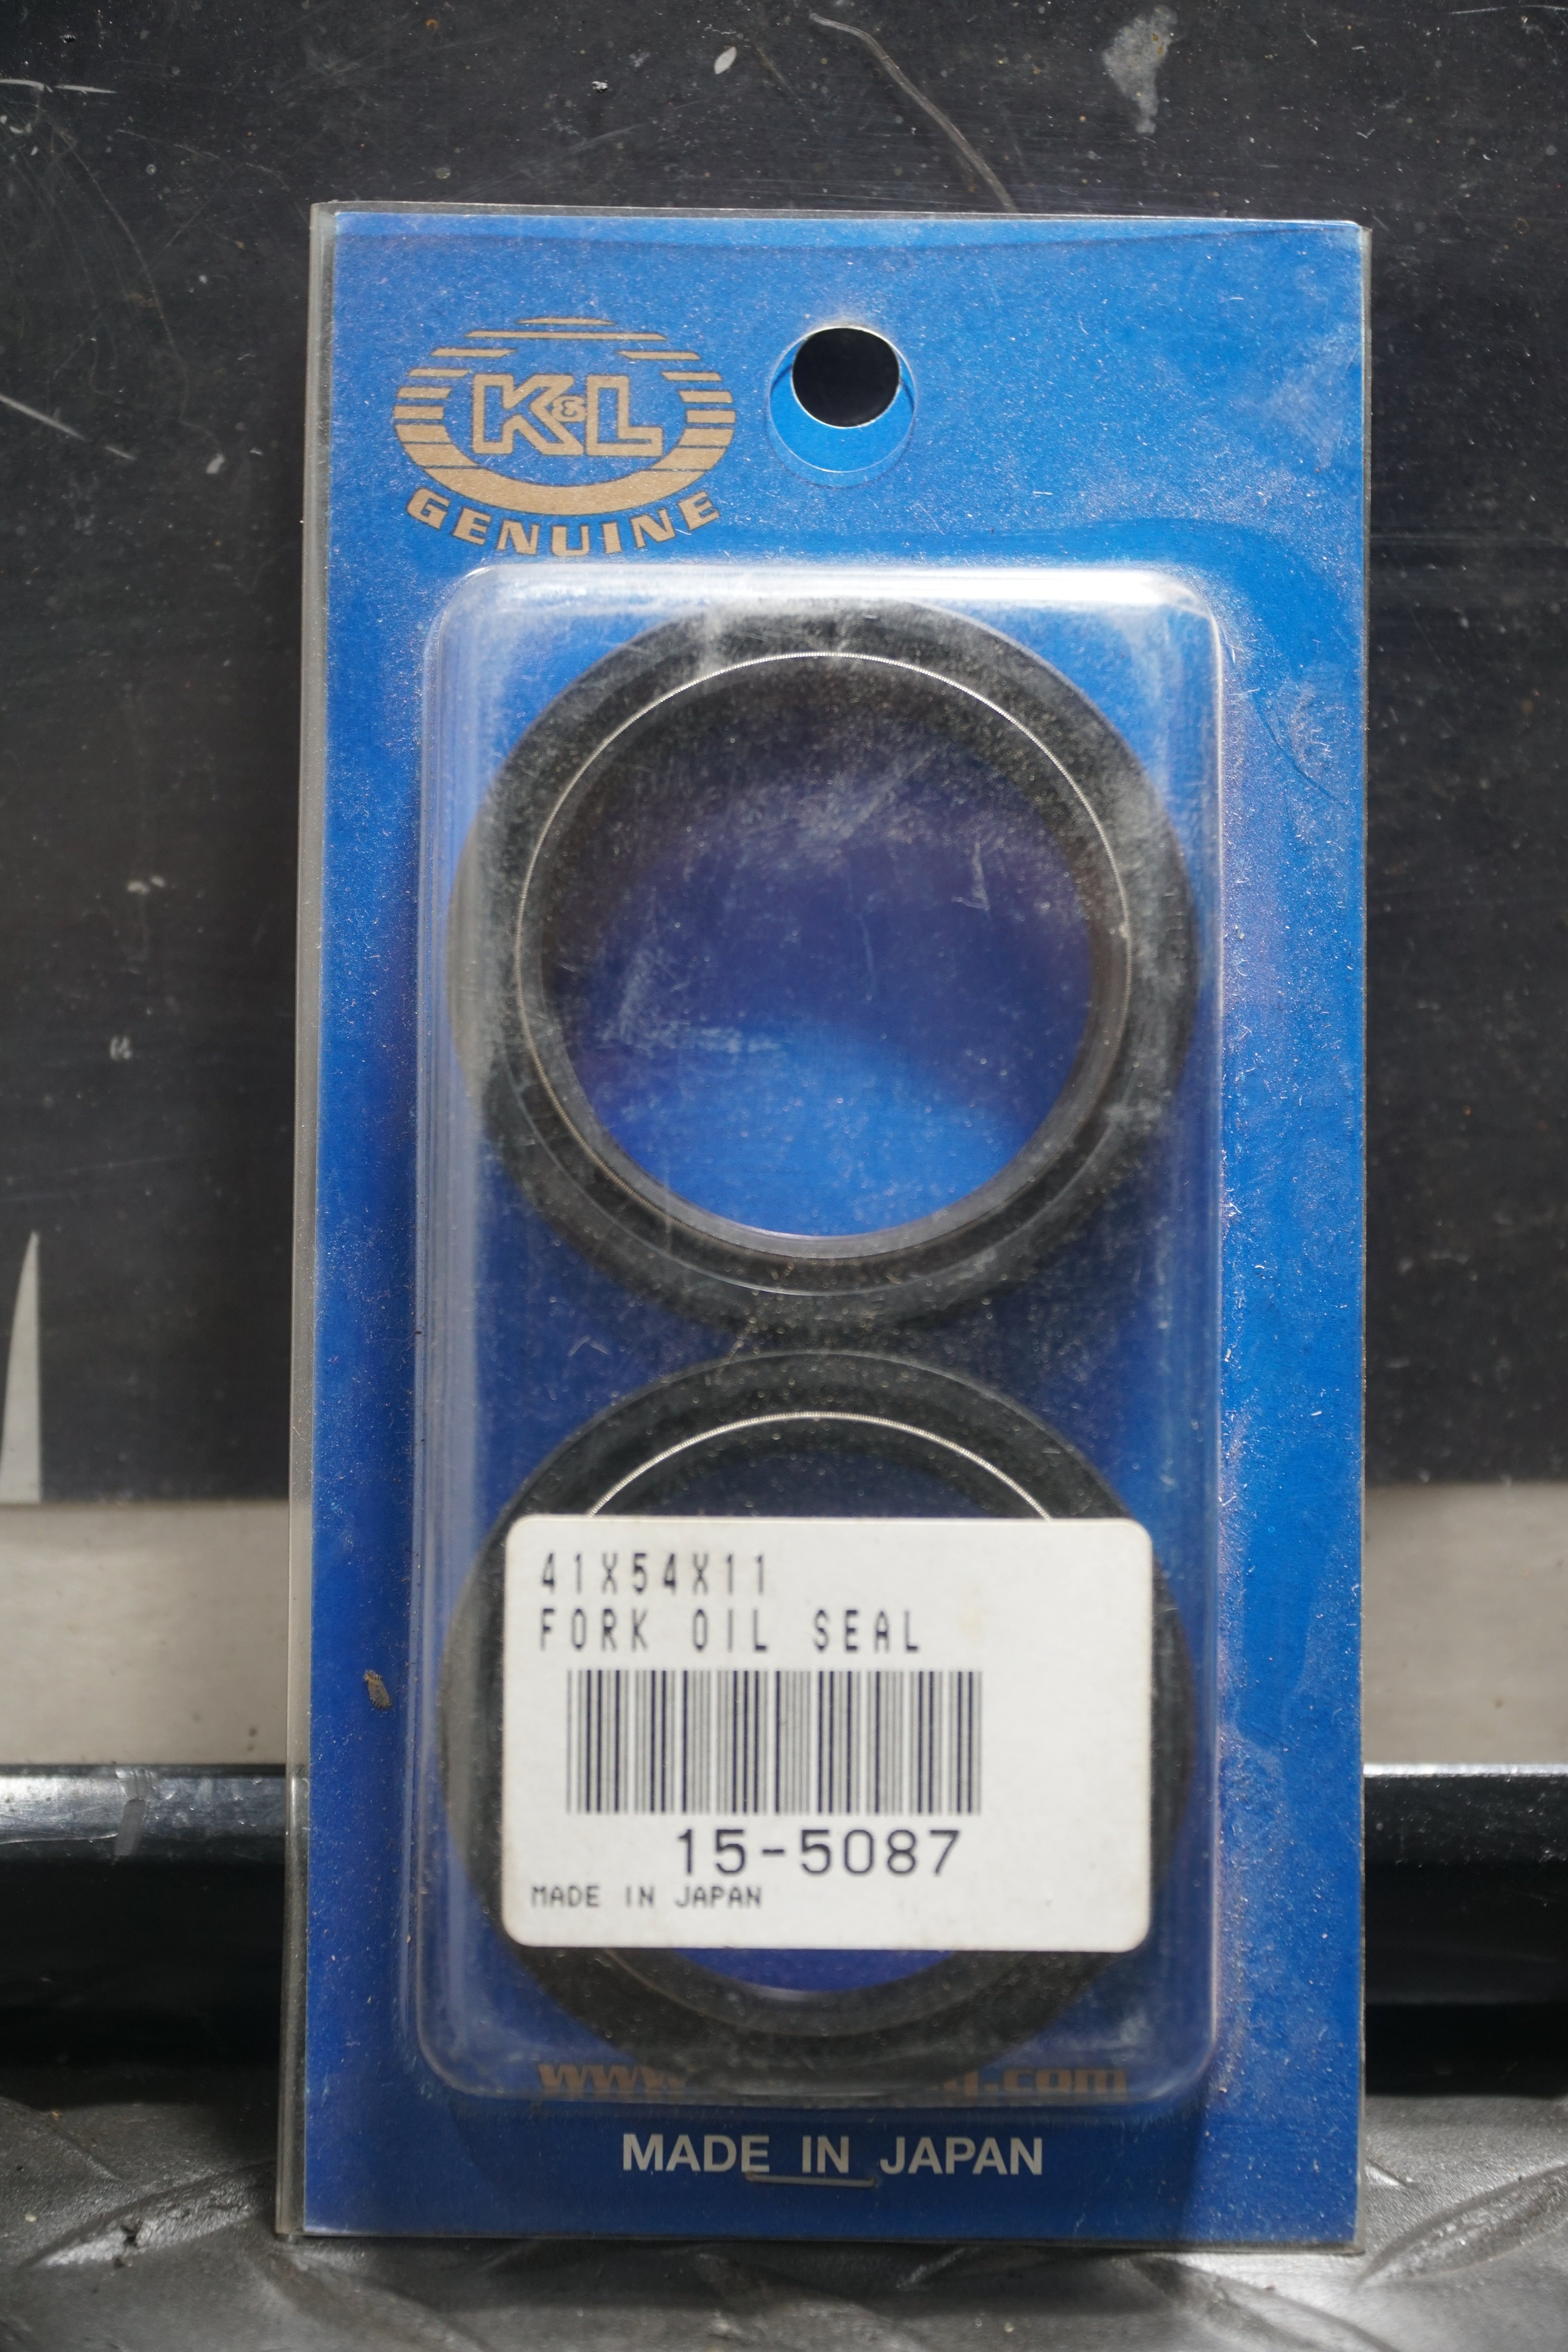 K&L
GENUINE
41X54X11
FORK OIL SEAL
15-5087
MADE IN JAPAN
MADE IN JAPAN